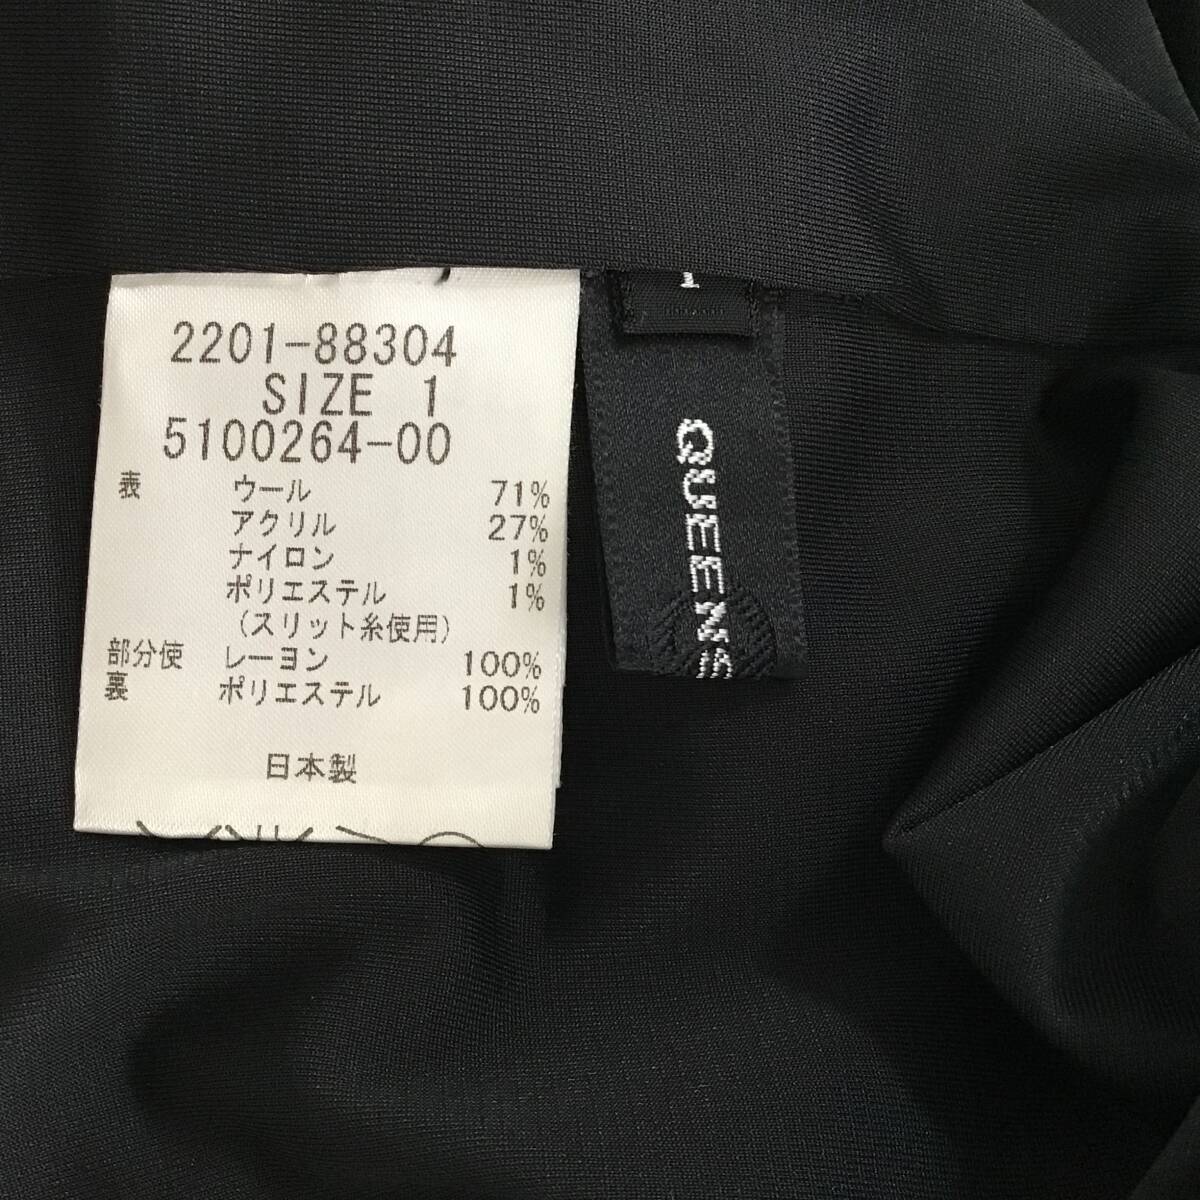 2201-88304
SIZE 1
5100264-00
表 ウール 71%
アクリル 27%
ナイロン 1%
ポリエステル 1%
(スリット糸使用)
部分使 レーヨン 100%
裏 ポリエステル 100%
日本製
QUEENS